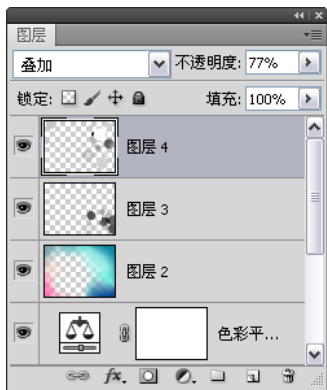 图层
叠加
不透明度: 77%
锁定:
填充: 100%
图层 4
图层 3
图层 2
色彩平...
fx.